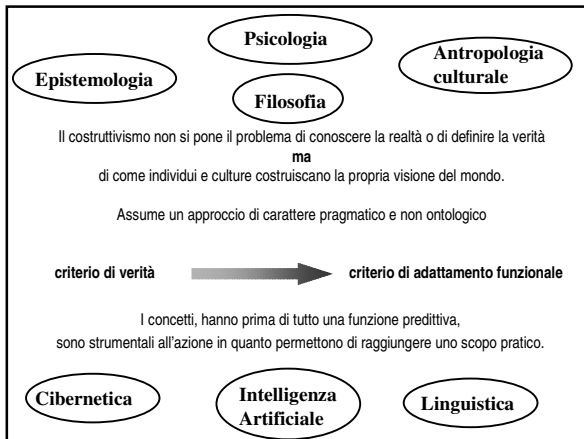 Psicologia
Epistemologia
Antropologia
culturale
Filosofia
Il costruttivismo non si pone il problema di conoscere la realtà o di definire la verità
ma
di come individui e culture costruiscano la propria visione del mondo.
Assume un approccio di carattere pragmatico e non ontologico
criterio di verità
criterio di adattamento funzionale
I concetti, hanno prima di tutto una funzione predittiva,
sono strumentali all'azione in quanto permettono di raggiungere uno scopo pratico.
Cibernetica
Intelligenza
Artificiale
Linguistica